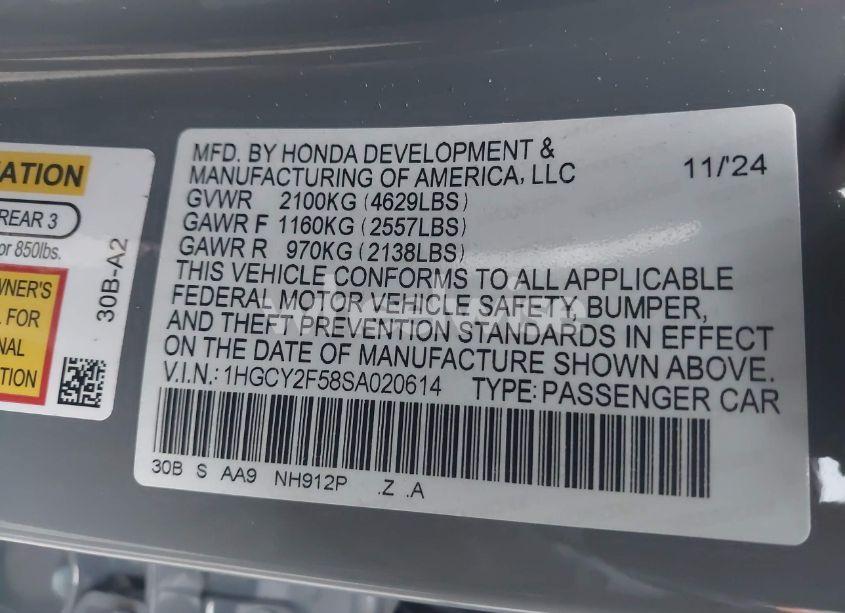 ATION
REAR 3
or 850lbs.
WNER'S
L FOR
NAL
TION
30B-A2
MFD. BY HONDA DEVELOPMENT &
MANUFACTURING OF AMERICA, LLC 11/'24
GVWR 2100KG (4629LBS)
GAWR F 1160KG (2557LBS)
GAWR R 970KG (2138LBS)
THIS VEHICLE CONFORMS TO ALL APPLICABLE
FEDERAL MOTOR VEHICLE SAFETY, BUMPER,
AND THEFT PREVENTION STANDARDS IN EFFECT
ON THE DATE OF MANUFACTURE SHOWN ABOVE.
V.I.N.: 1HGCY2F58SA020614 TYPE: PASSENGER CAR
30B S AA9 NH912P .Z .A